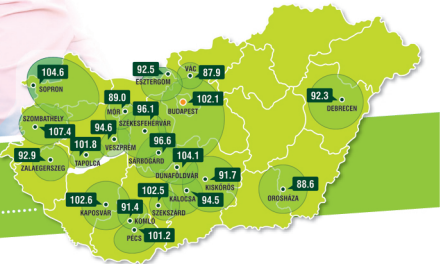 104.6
SOPRON
92.5
ESZTERGOM
VÁC
87.9
89.0
MÓR
102.1
BUDAPEST
92.3
DEBRECEN
SZOMBATHELY
107.4
96.1
SZÉKESFEHÉRVÁR
94.6
VESZPRÉM
92.9
ZALAEGERSZEG
101.8
TAPOLCA
96.6
SÁRBOGÁRD
104.1
DUNAFÖLDVÁR
91.7
KISKŐRÖS
88.6
OROSHÁZA
102.6
KAPOSVÁR
102.5
SZEKSZÁRD
KALOCSA
94.5
91.4
KOMLÓ
PÉCS
101.2